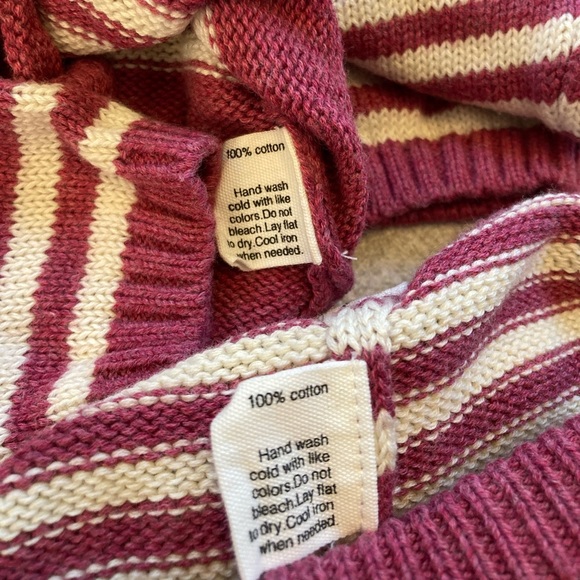 100% cotton
Hand wash
cold with like
colors.Do not
bleach.Lay flat
to dry.Cool iron
when needed.
100% cotton
Hand wash
cold with like
colors.Do not
bleach.Lay flat
to dry.Cool iron
when needed.